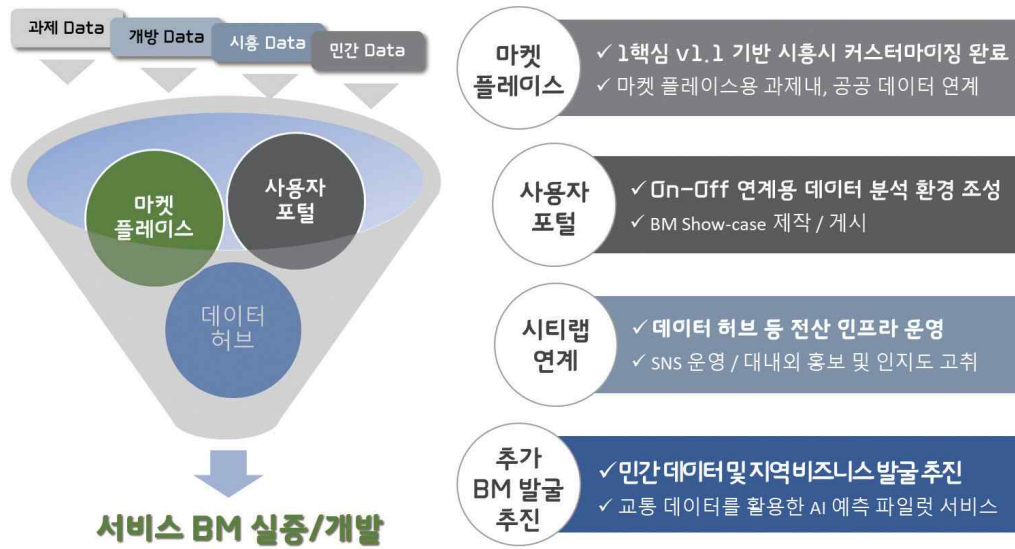 과제 Data
개방 Data
시흥 Data
민간 Data
마켓
플레이스
사용자
포털
데이터
허브
서비스 BM 실증/개발
마켓
플레이스
✓ 1핵심 v1.1 기반 시흥시 커스터마이징 완료
✓ 마켓 플레이스용 과제내, 공공 데이터 연계
사용자
포털
✓ On-Off 연계용 데이터 분석 환경 조성
✓ BM Show-case 제작 / 게시
시티랩
연계
✓ 데이터 허브 등 전산 인프라 운영
✓ SNS 운영 / 대내외 홍보 및 인지도 고취
추가
BM 발굴
추진
✓ 민간 데이터 및 지역 비즈니스 발굴 추진
✓ 교통 데이터를 활용한 AI 예측 파일럿 서비스